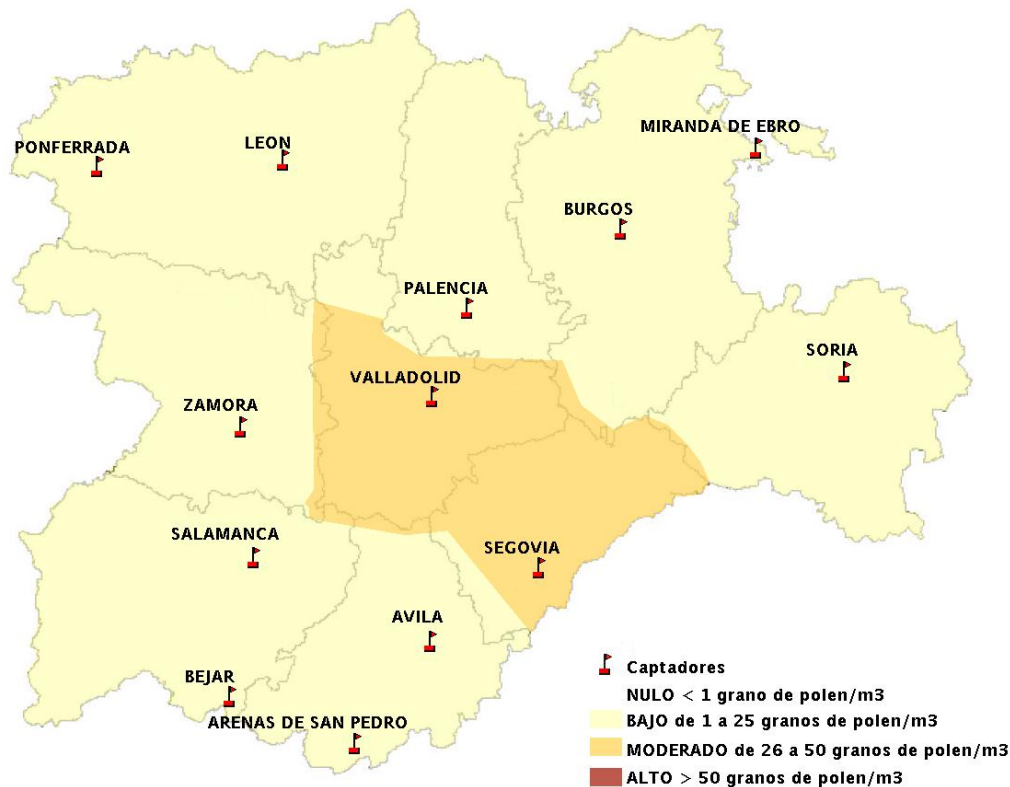 MIRANDA DE EBRO
PONFERRADA
LEON
BURGOS
PALENCIA
SORIA
VALLADOLID
ZAMORA
SALAMANCA
SEGOVIA
AVILA
BEJAR
ARENAS DE SAN PEDRO
Captadores
NULO < 1 grano de polen/m3
BAJO de 1 a 25 granos de polen/m3
MODERADO de 26 a 50 granos de polen/m3
ALTO > 50 granos de polen/m3